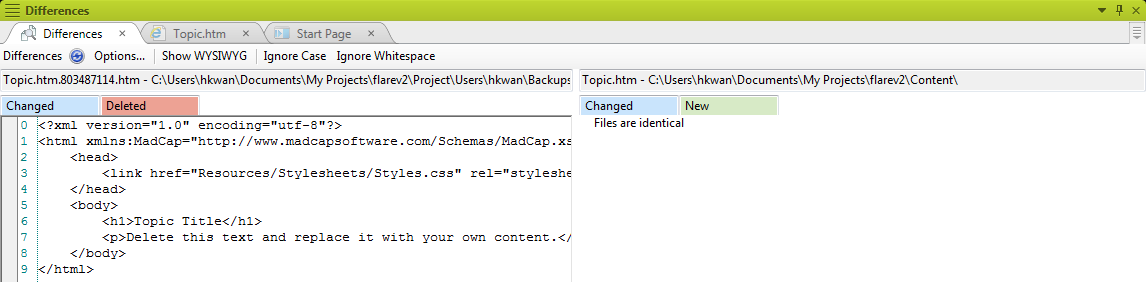 Differences
Differences Topic.htm Start Page
Differences Options... Show WYSIWYG Ignore Case Ignore Whitespace
Topic.htm.803487114.htm - C:\Users\hkwan\Documents\My Projects\flarev2\Project\Users\hkwan\Backups
Changed Deleted
0 <?xml version="1.0" encoding="utf-8"?>
1 <html xmlns:MadCap="http://www.madcapsoftware.com/Schemas/MadCap.xs
2 <head>
3 <link href="Resources/Stylesheets/Styles.css" rel="styleshe
4 </head>
5 <body>
6 <h1>Topic Title</h1>
7 <p>Delete this text and replace it with your own content.</
8 </body>
9 </html>
Topic.htm - C:\Users\hkwan\Documents\My Projects\flarev2\Content\
Changed New
Files are identical